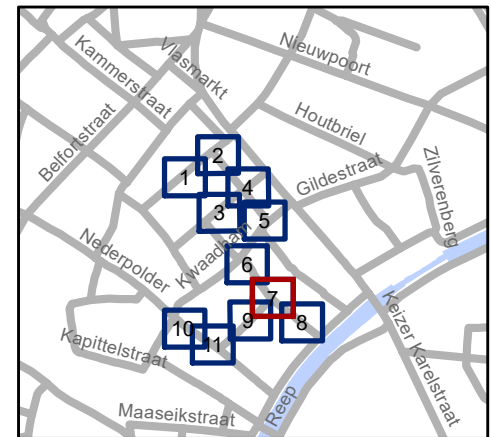 Nieuwpoort
Vlasmarkt
Kammerstraat
Houtbriel
Belfortstraat
2
1
4
Gildestraat
Zilverenberg
3
5
Kwaadham
Nederpolder
6
7
Keizer Karelstraat
10
9
8
11
Kapittelstraat
Reep
Maaseikstraat